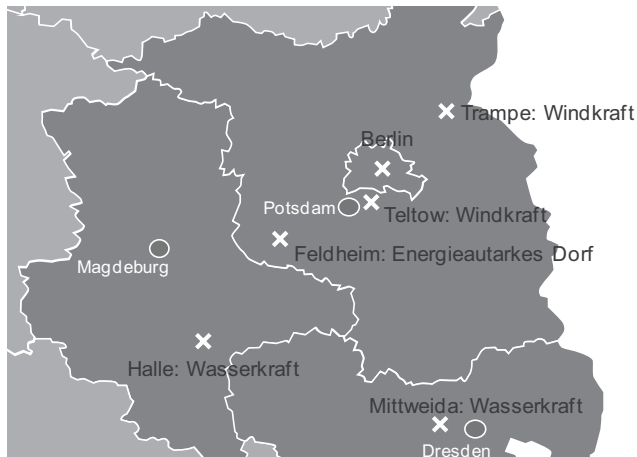 Trampe: Windkraft
Berlin
Potsdam
Teltow: Windkraft
Feldheim: Energieautarkes Dorf
Magdeburg
Halle: Wasserkraft
Mittweida: Wasserkraft
Dresden